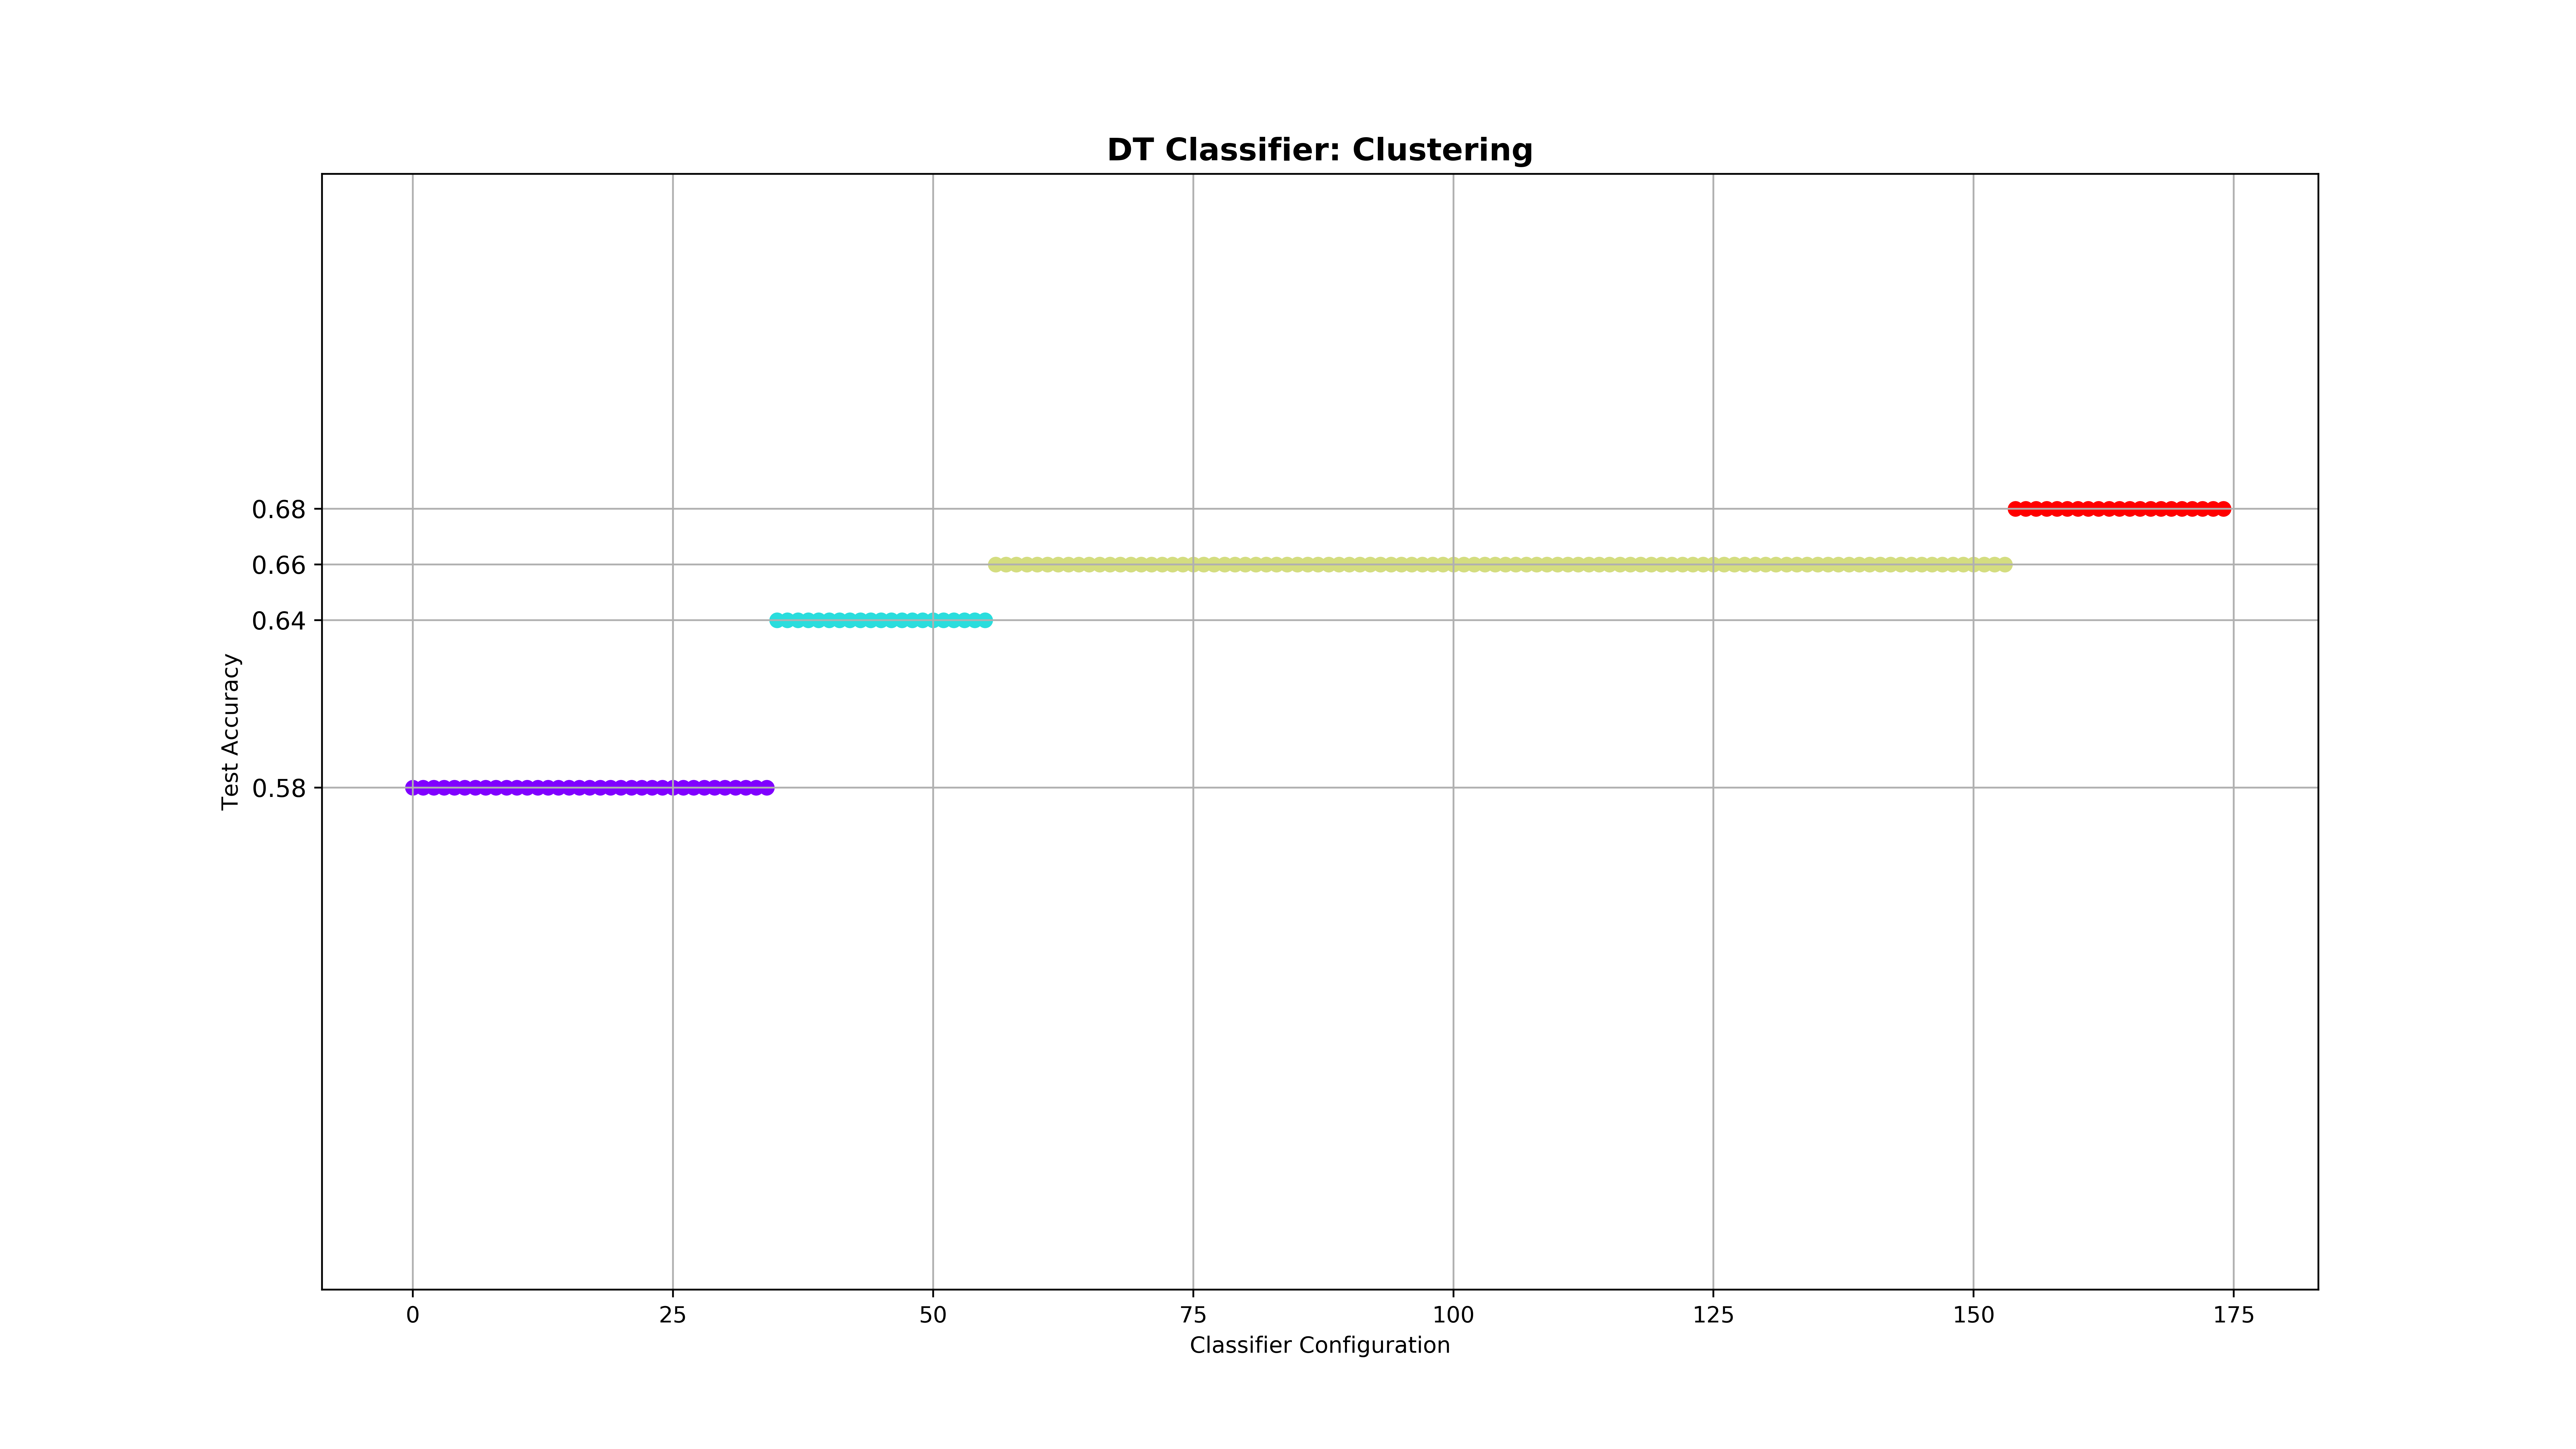 DT Classifier: Clustering
0.68
0.66
0.64
0.58
Test Accuracy
0 25 50 75 100 125 150 175
Classifier Configuration